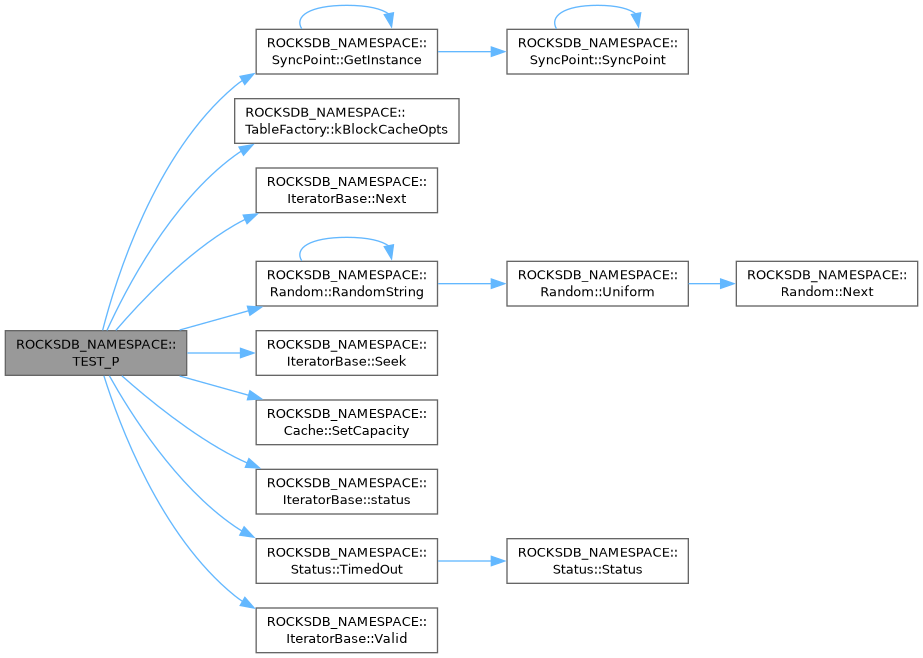 ROCKSDB_NAMESPACE::
SyncPoint::GetInstance
ROCKSDB_NAMESPACE::
SyncPoint::SyncPoint
ROCKSDB_NAMESPACE::
TableFactory::kBlockCacheOpts
ROCKSDB_NAMESPACE::
IteratorBase::Next
ROCKSDB_NAMESPACE::
Random::RandomString
ROCKSDB_NAMESPACE::
Random::Uniform
ROCKSDB_NAMESPACE::
Random::Next
ROCKSDB_NAMESPACE::
TEST_P
ROCKSDB_NAMESPACE::
IteratorBase::Seek
ROCKSDB_NAMESPACE::
Cache::SetCapacity
ROCKSDB_NAMESPACE::
IteratorBase::status
ROCKSDB_NAMESPACE::
Status::TimedOut
ROCKSDB_NAMESPACE::
Status::Status
ROCKSDB_NAMESPACE::
IteratorBase::Valid